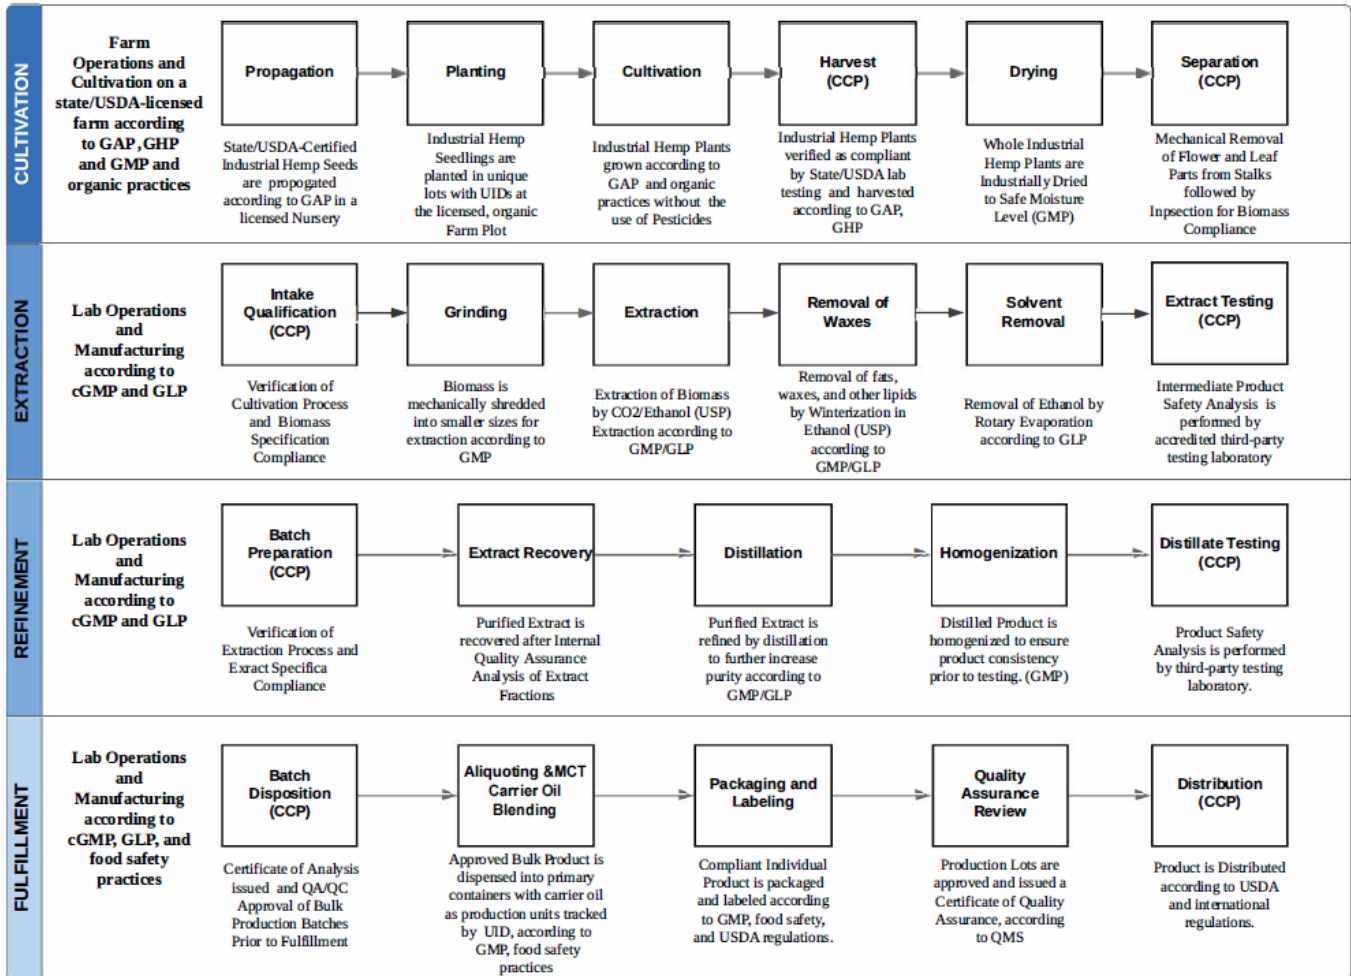 CULTIVATION
Farm
Operations and
Cultivation on a
state/USDA-licensed
farm according
to GAP, GHP
and GMP and
organic practices
Propagation
State/USDA-Certified
Industrial Hemp Seeds
are propogated
according to GAP in a
licensed Nursery
Planting
Industrial Hemp
Seedlings are
planted in unique
lots with UIDs at
the licensed, organic
Farm Plot
Cultivation
Industrial Hemp Plants
grown according to
GAP and organic
practices without the
use of Pesticides
Harvest
(CCP)
Industrial Hemp Plants
verified as compliant
by State/USDA lab
testing and harvested
according to GAP,
GHP
Drying
Whole Industrial
Hemp Plants are
Industrially Dried
to Safe Moisture
Level (GMP)
Separation
(CCP)
Mechanical Removal
of Flower and Leaf
Parts from Stalks
followed by
Inpsection for Biomass
Compliance
EXTRACTION
Lab Operations
and
Manufacturing
according to
cGMP and GLP
Intake
Qualification
(CCP)
Verification of
Cultivation Process
and Biomass
Specification
Compliance
Grinding
Biomass is
mechanically shredded
into smaller sizes for
extraction according to
GMP
Extraction
Extraction of Biomass
by CO2/Ethanol (USP)
Extraction according to
GMP/GLP
Removal of
Waxes
Removal of fats,
waxes, and other lipids
by Winterization in
Ethanol (USP)
according to
GMP/GLP
Solvent
Removal
Removal of Ethanol by
Rotary Evaporation
according to GLP
Extract Testing
(CCP)
Intermediate Product
Safety Analysis is
performed by
accredited third-party
testing laboratory
REFINEMENT
Lab Operations
and
Manufacturing
according to
cGMP and GLP
Batch
Preparation
(CCP)
Verification of
Extraction Process and
Exract Specifica
Compliance
Extract Recovery
Purified Extract is
recovered after Internal
Quality Assurance
Analysis of Extract
Fractions
Distillation
Purified Extract is
refined by distillation
to further increase
purity according to
GMP/GLP
Homogenization
Distilled Product is
homogenized to ensure
product consistency
prior to testing. (GMP)
Distillate Testing
(CCP)
Product Safety
Analysis is performed
by third-party testing
laboratory.
FULFILLMENT
Lab Operations
and
Manufacturing
according to
cGMP, GLP, and
food safety
practices
Batch
Disposition
(CCP)
Certificate of Analysis
issued and QA/QC
Approval of Bulk
Production Batches
Prior to Fulfillment
Aliquoting &MCT
Carrier Oil
Blending
Approved Bulk Product is
dispensed into primary
containers with carrier oil
as production units tracked
by UID, according to
GMP, food safety
practices
Packaging and
Labeling
Compliant Individual
Product is packaged
and labeled according
to GMP, food safety,
and USDA regulations.
Quality
Assurance
Review
Production Lots are
approved and issued a
Certificate of Quality
Assurance, according
to QMS
Distribution
(CCP)
Product is Distributed
according to USDA
and international
regulations.